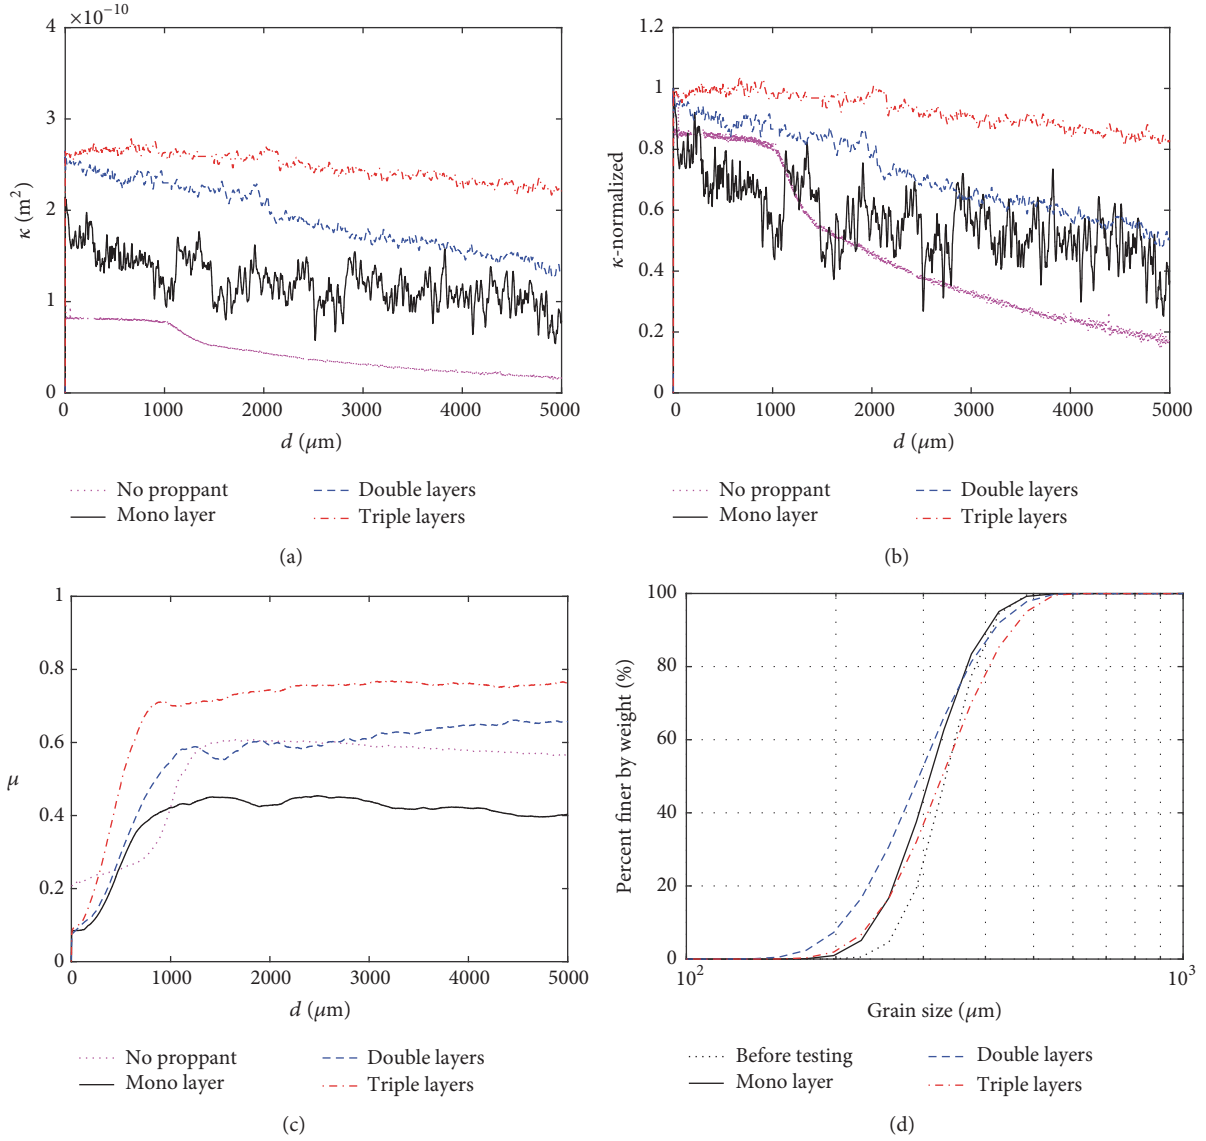 ×10−10
4
3
2
1
0
κ (m2)
0 1000 2000 3000 4000 5000
d (μm)
No proppant
Mono layer
Double layers
Triple layers
(a)
1.2
1
0.8
0.6
0.4
0.2
0
κ-normalized
0 1000 2000 3000 4000 5000
d (μm)
No proppant
Mono layer
Double layers
Triple layers
(b)
1
0.8
0.6
0.4
0.2
0
μ
0 1000 2000 3000 4000 5000
d (μm)
No proppant
Mono layer
Double layers
Triple layers
(c)
100
80
60
40
20
0
Percent finer by weight (%)
102 103
Grain size (μm)
Before testing
Mono layer
Double layers
Triple layers
(d)